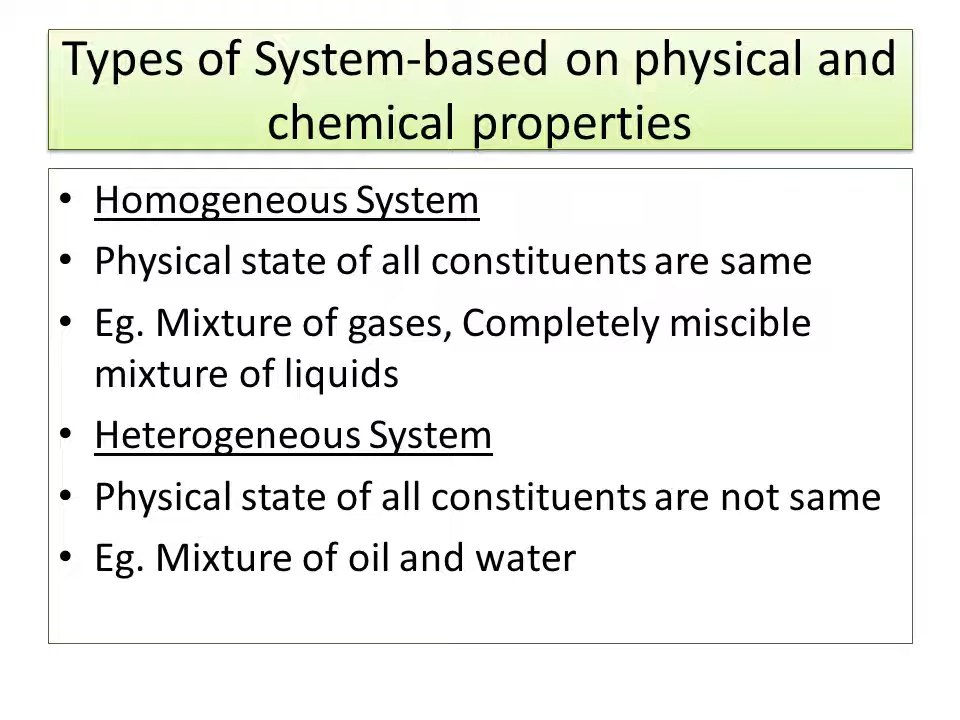 Types of System-based on physical and
chemical properties
• Homogeneous System
• Physical state of all constituents are same
• Eg. Mixture of gases, Completely miscible
mixture of liquids
• Heterogeneous System
• Physical state of all constituents are not same
• Eg. Mixture of oil and water